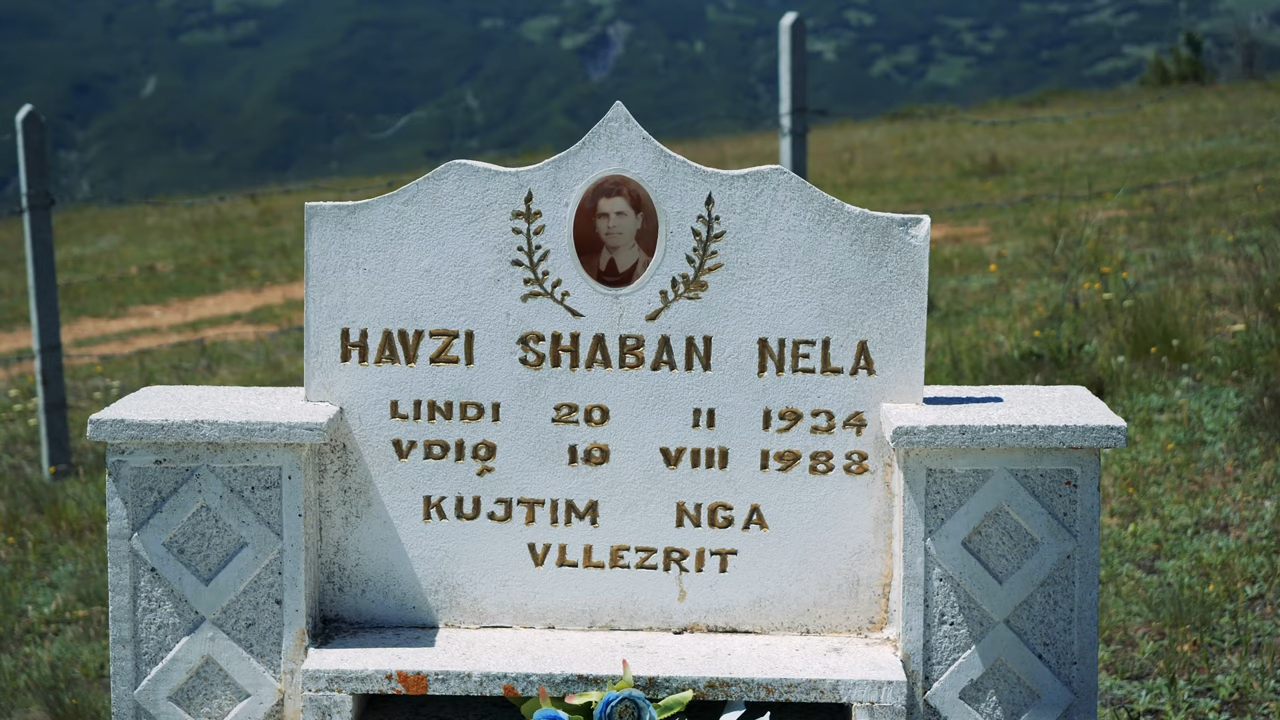 HAVZI SHABAN NELA
LINDI 20 II 1934
VDIQ 10 VIII 1988
KUJTIM NGA
VLLEZRIT